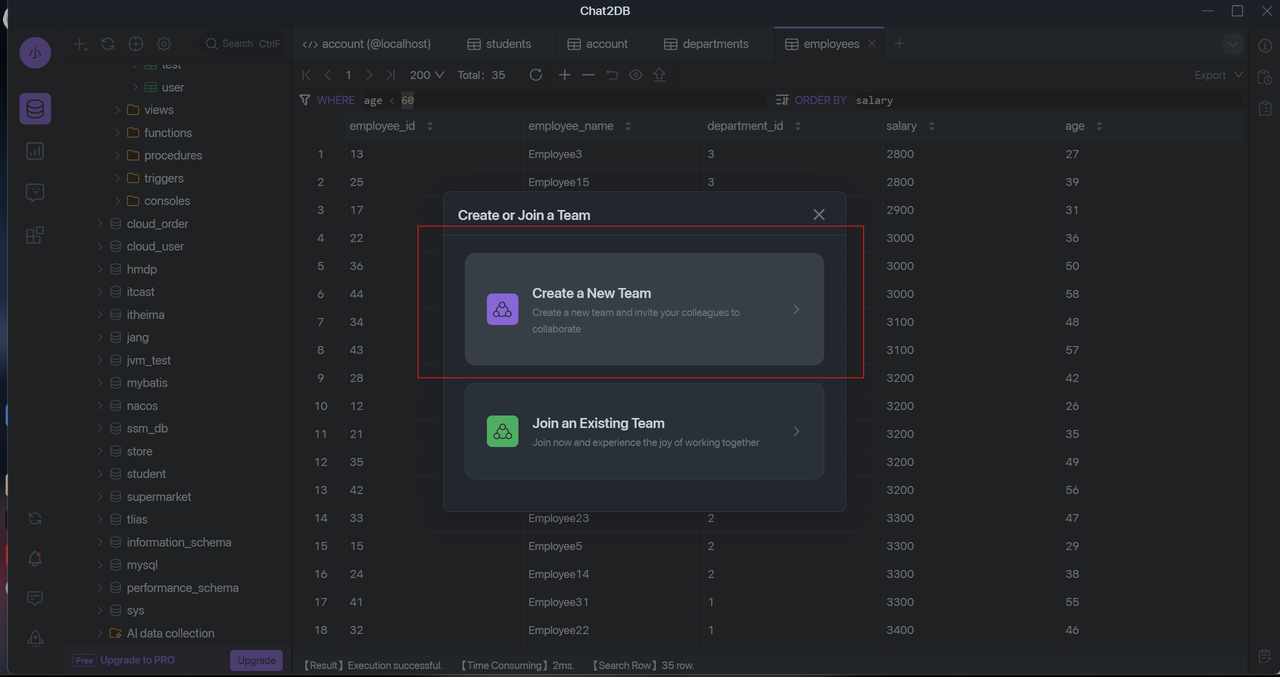 Chat2DB
小
Search CtrlF
</> account (@localhost)
students
account
departments
employees
1
200
Total: 35
Export
WHERE age < 60
ORDER BY salary
test
user
views
functions
procedures
triggers
consoles
cloud_order
cloud_user
hmdp
itcast
itheima
jang
jvm_test
mybatis
nacos
ssm_db
store
student
supermarket
tlias
information_schema
mysql
performance_schema
sys
AI data collection
Free Upgrade to PRO
Upgrade
employee_id employee_name department_id salary age
1 13 Employee3 3 2800 27
2 25 Employee15 3 2800 39
3 17 2900 31
4 22 3000 36
5 36 3000 50
6 44 3000 58
7 34 3100 48
8 43 3100 57
9 28 3200 42
10 12 3200 26
11 21 3200 35
12 35 3200 49
13 42 3200 56
14 33 Employee23 2 3300 47
15 15 Employee5 2 3300 29
16 24 Employee14 2 3300 38
17 41 Employee31 1 3300 55
18 32 Employee22 1 3400 46
Create or Join a Team
Create a New Team
Create a new team and invite your colleagues to
collaborate
Join an Existing Team
Join now and experience the joy of working together
【Result】Execution successful. 【Time Consuming】2ms. 【Search Row】35 row.